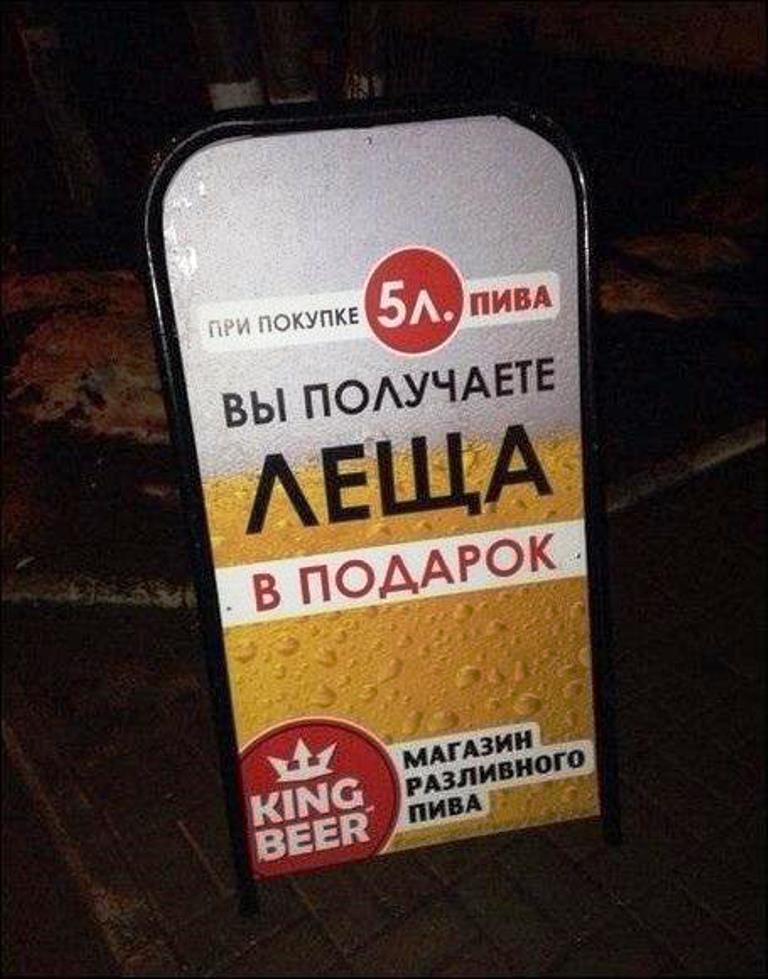 ПРИ ПОКУПКЕ 5л. ПИВА
ВЫ ПОЛУЧАЕТЕ
ЛЕЩА
В ПОДАРОК
KING
BEER
МАГАЗИН
РАЗЛИВНОГО
ПИВА